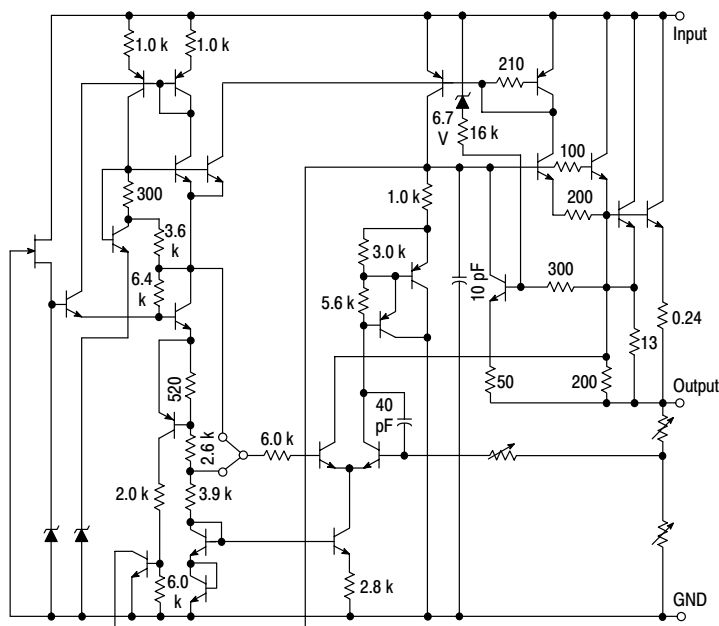 1.0 k
1.0 k
Input
210
6.7
V
16 k
100
300
1.0 k
200
3.6
k
3.0 k
10 pF
300
6.4
k
5.6 k
0.24
13
520
50
200
Output
40
pF
2.6 k
6.0 k
2.0 k
3.9 k
6.0
k
2.8 k
GND